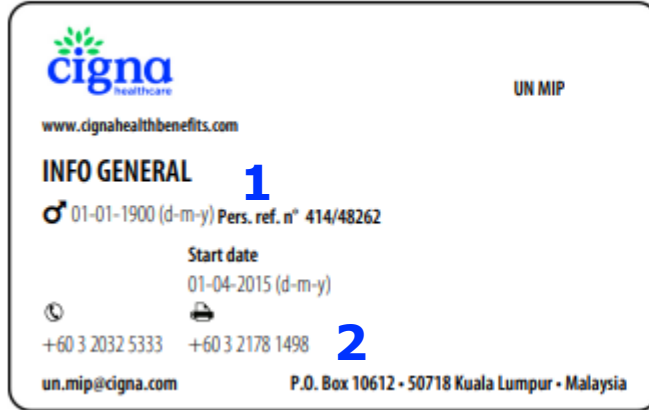 cigna
healthcare
UN MIP
www.cignahealthbenefits.com
INFO GENERAL
1
01-01-1900 (d-m-y) Pers. ref. n° 414/48262
Start date
01-04-2015 (d-m-y)
+60 3 2032 5333 +60 3 2178 1498
2
un.mip@cigna.com P.O. Box 10612 • 50718 Kuala Lumpur • Malaysia